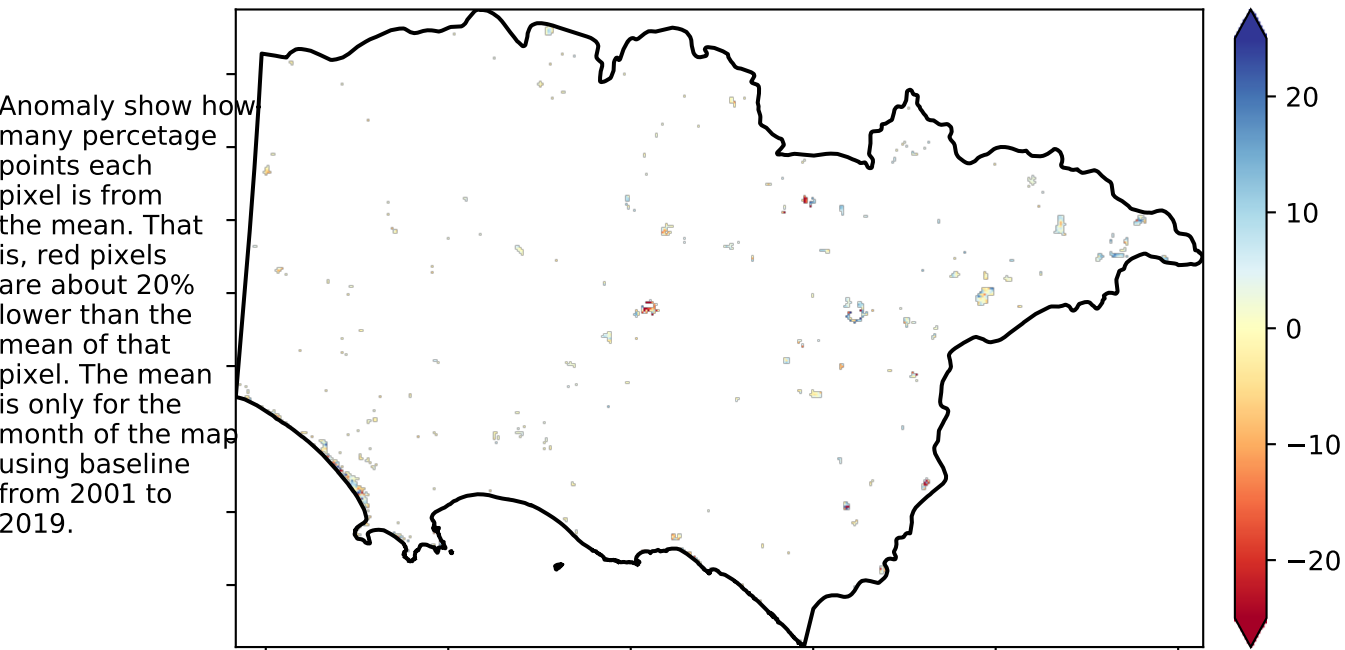 Anomaly show how
many percetage
points each
pixel is from
the mean. That
is, red pixels
are about 20%
lower than the
mean of that
pixel. The mean
is only for the
month of the map
using baseline
from 2001 to
2019.
20
10
0
−10
−20